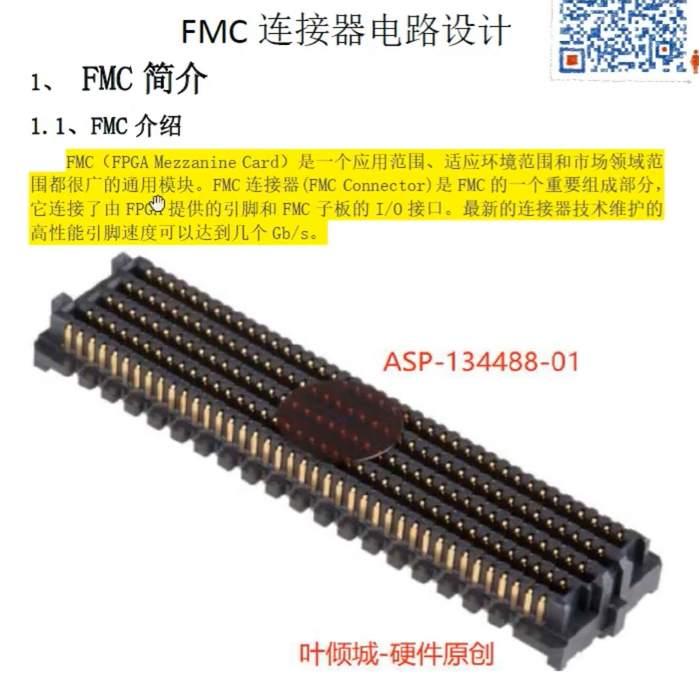 FMC 连接器电路设计
1、 FMC 简介
1.1、FMC 介绍
FMC（FPGA Mezzanine Card）是一个应用范围、适应环境范围和市场领域范
围都很广的通用模块。FMC 连接器(FMC Connector)是 FMC 的一个重要组成部分，
它连接了由 FPGA 提供的引脚和 FMC 子板的 I/O 接口。最新的连接器技术维护的
高性能引脚速度可以达到几个 Gb/s。
ASP-134488-01
叶倾城-硬件原创